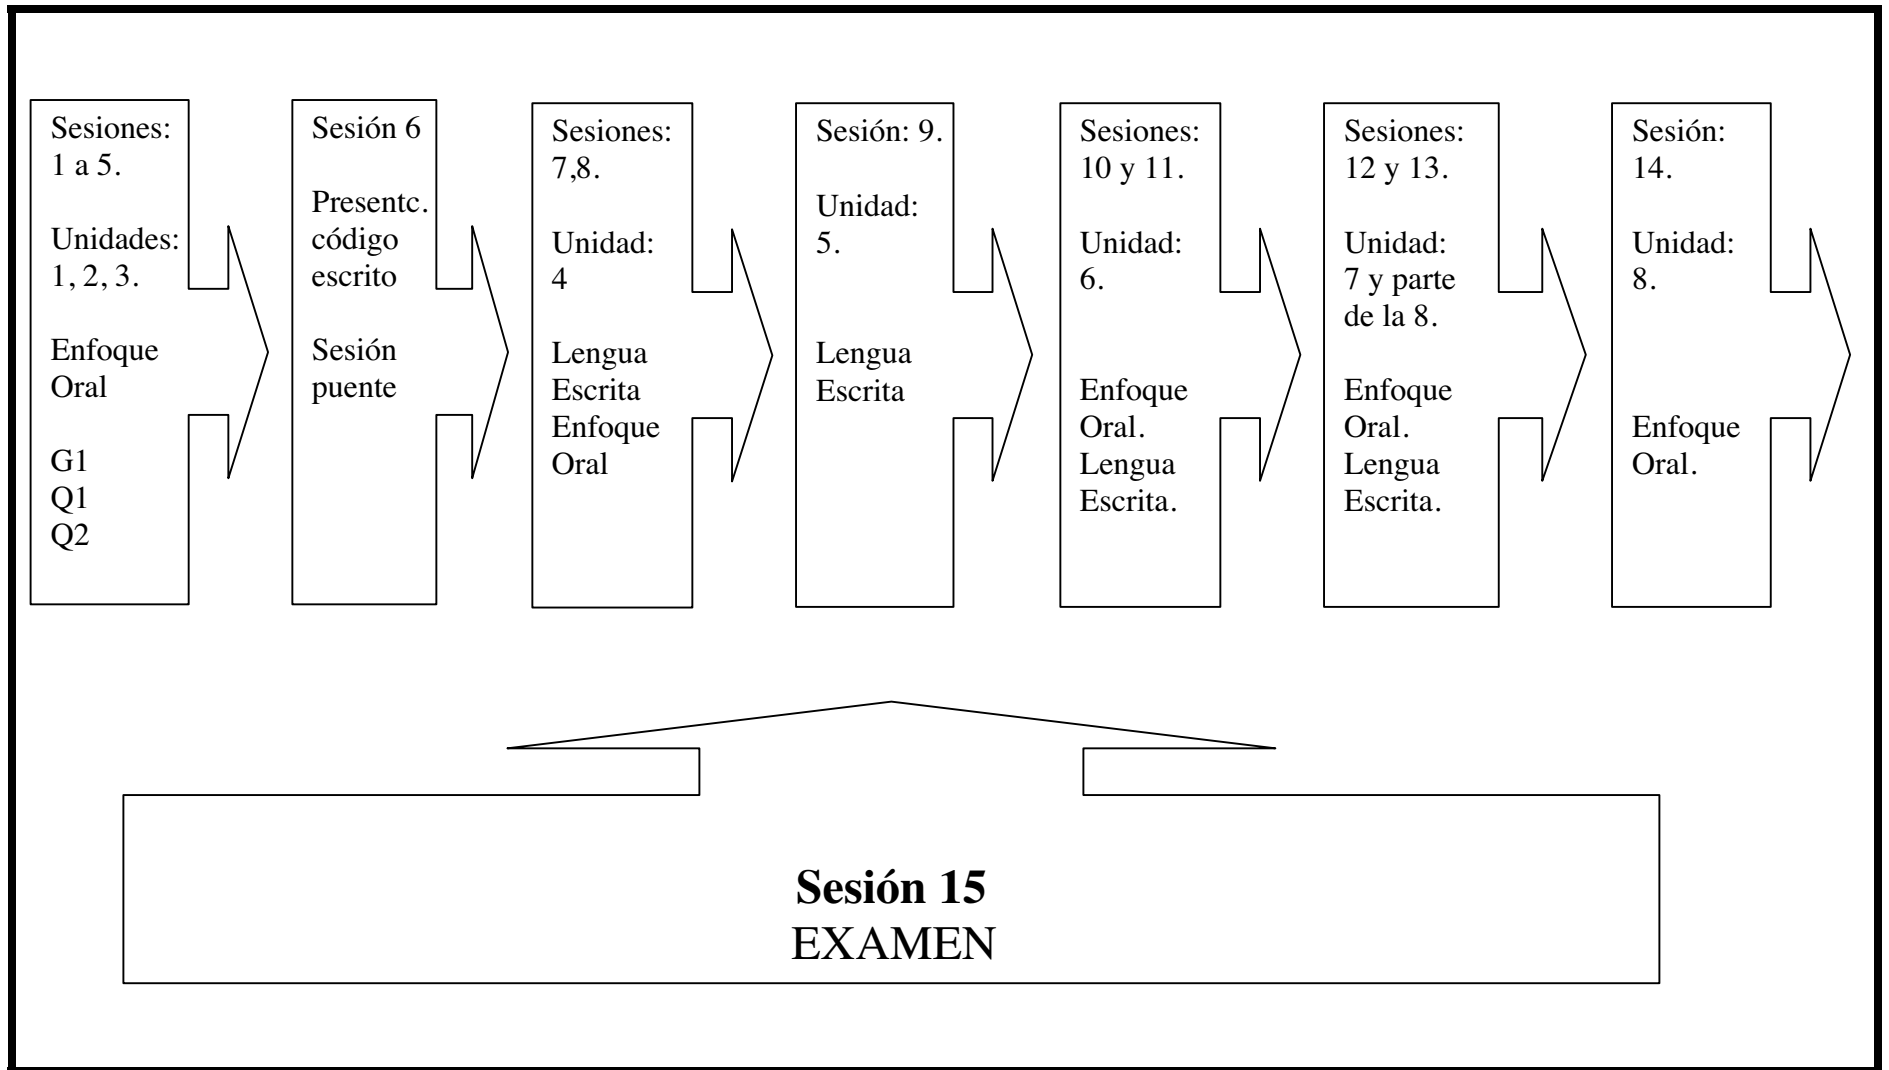 Sesiones:
1 a 5.
Unidades:
1, 2, 3.
Enfoque
Oral
G1
Q1
Q2
Sesión 6
Presentc.
código
escrito
Sesión
puente
Sesiones:
7,8.
Unidad:
4
Lengua
Escrita
Enfoque
Oral
Sesión: 9.
Unidad:
5.
Lengua
Escrita
Sesiones:
10 y 11.
Unidad:
6.
Enfoque
Oral.
Lengua
Escrita.
Sesiones:
12 y 13.
Unidad:
7 y parte
de la 8.
Enfoque
Oral.
Lengua
Escrita.
Sesión:
14.
Unidad:
8.
Enfoque
Oral.
Sesión 15
EXAMEN